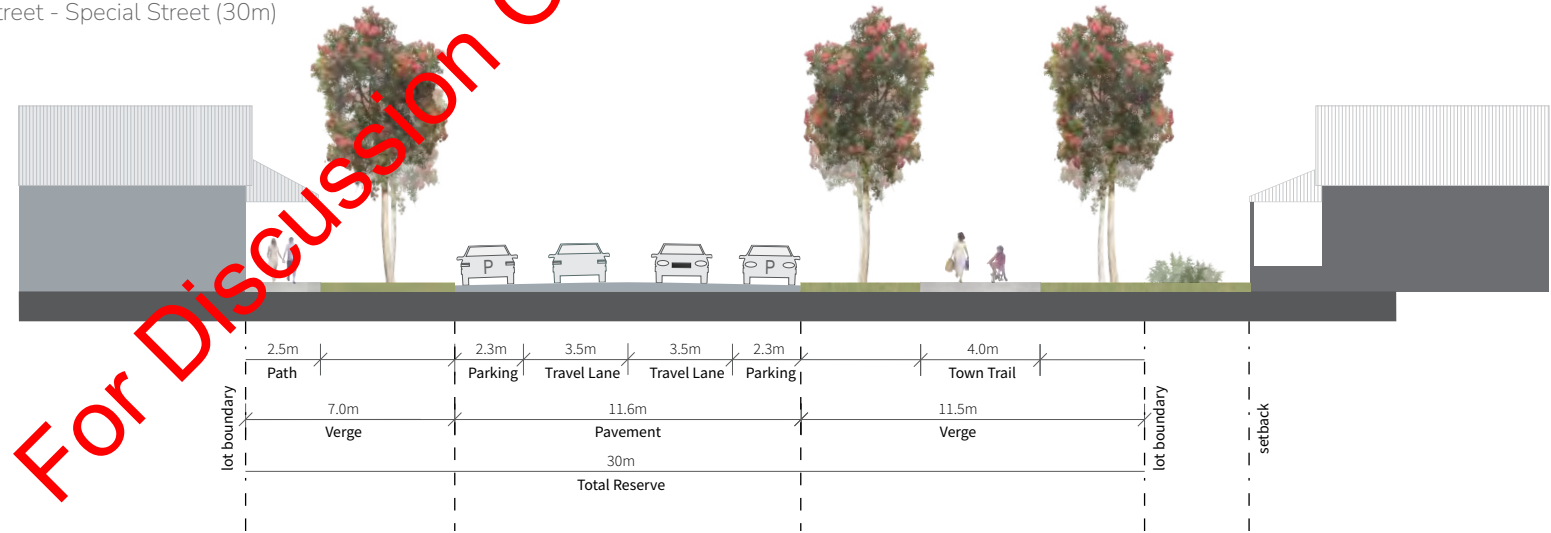 treet - Special Street (30m)
For Discussion
P
P
2.5m
2.3m
3.5m
3.5m
2.3m
4.0m
Path
Parking
Travel Lane
Travel Lane
Parking
Town Trail
7.0m
11.6m
11.5m
Verge
Pavement
Verge
30m
Total Reserve
lot boundary
lot boundary
setback